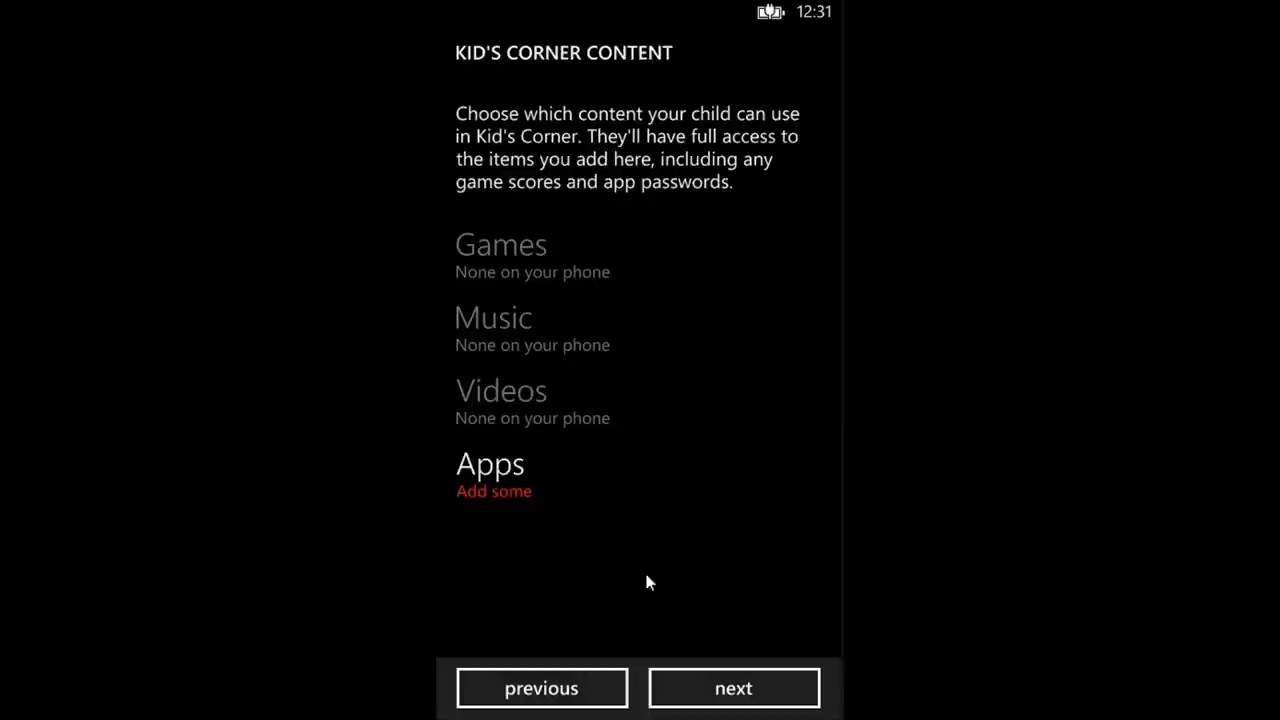 12:31
KID'S CORNER CONTENT
Choose which content your child can use
in Kid's Corner. They'll have full access to
the items you add here, including any
game scores and app passwords.
Games
None on your phone
Music
None on your phone
Videos
None on your phone
Apps
Add some
previous next